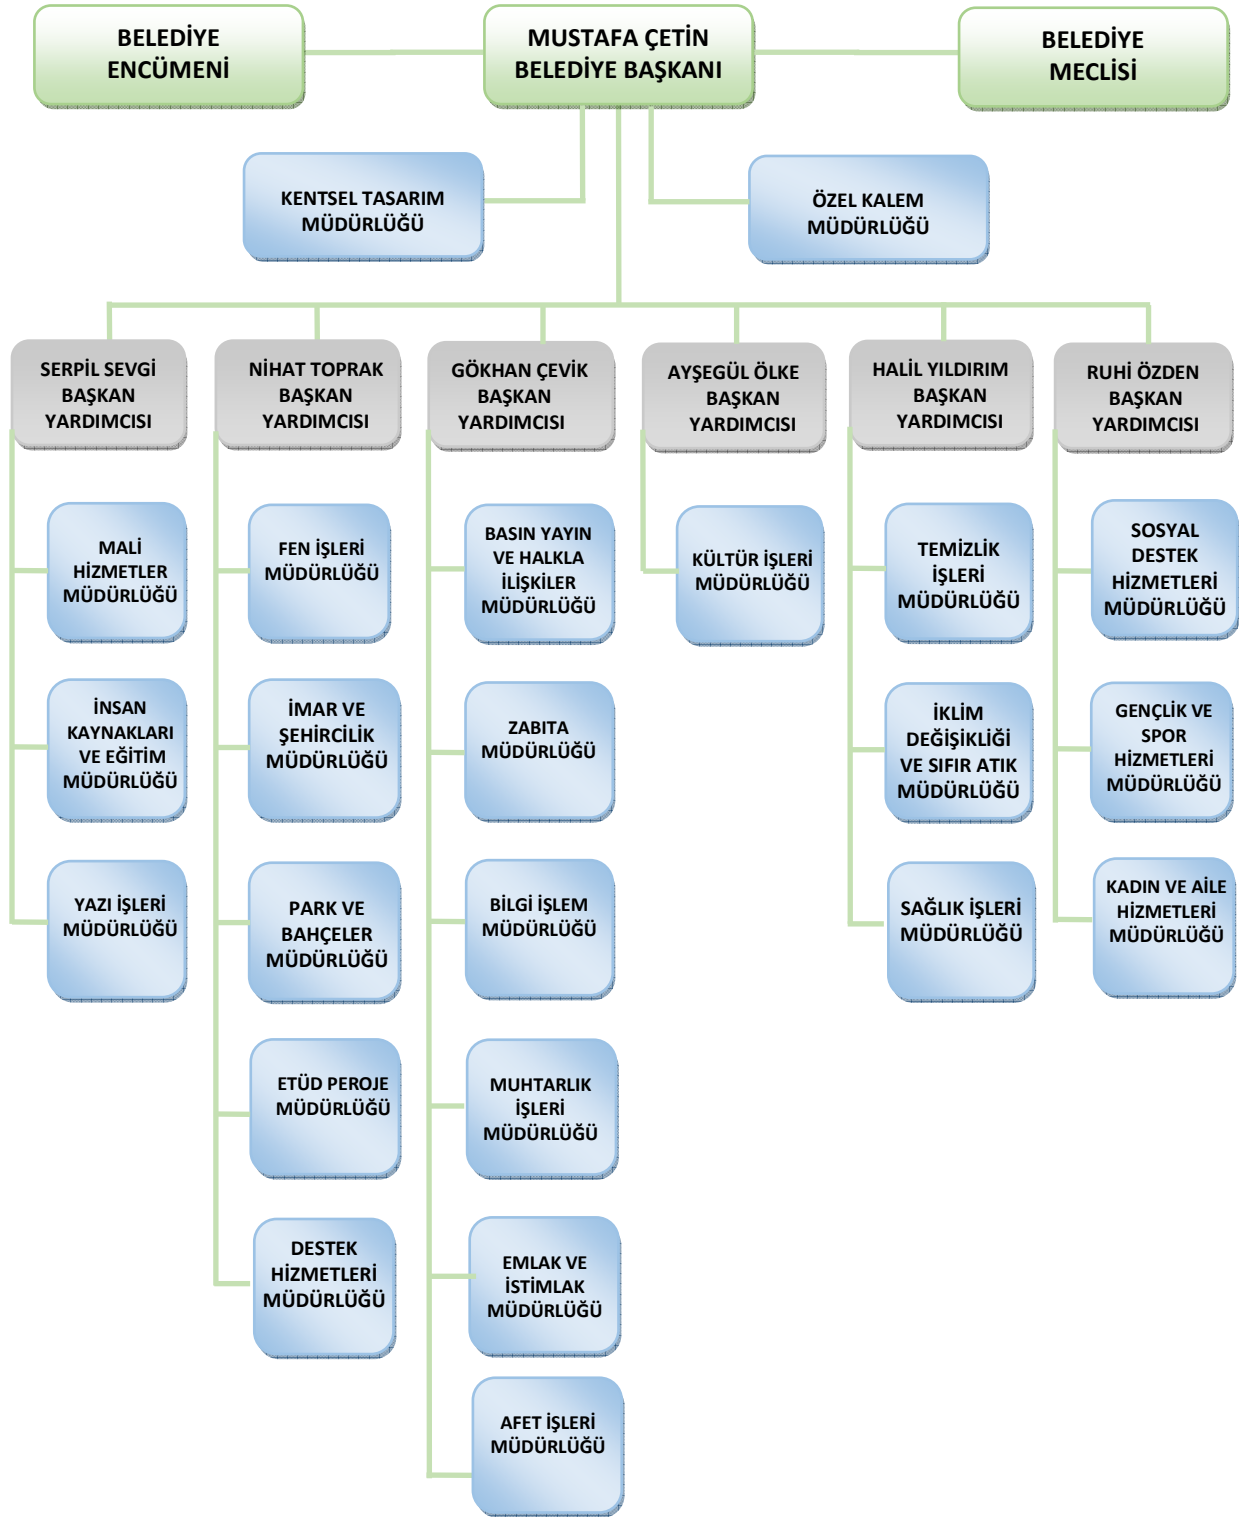 BELEDİYE
ENCÜMENİ
MUSTAFA ÇETİN
BELEDİYE BAŞKANI
BELEDİYE
MECLİSİ
KENTSEL TASARIM
MÜDÜRLÜĞÜ
ÖZEL KALEM
MÜDÜRLÜĞÜ
SERPİL SEVGİ
BAŞKAN
YARDIMCISI
NİHAT TOPRAK
BAŞKAN
YARDIMCISI
GÖKHAN ÇEVİK
BAŞKAN
YARDIMCISI
AYŞEGÜL ÖLKE
BAŞKAN
YARDIMCISI
HALİL YILDIRIM
BAŞKAN
YARDIMCISI
RUHİ ÖZDEN
BAŞKAN
YARDIMCISI
MALİ
HİZMETLER
MÜDÜRLÜĞÜ
FEN İŞLERİ
MÜDÜRLÜĞÜ
BASIN YAYIN
VE HALKLA
İLİŞKİLER
MÜDÜRLÜĞÜ
KÜLTÜR İŞLERİ
MÜDÜRLÜĞÜ
TEMİZLİK
İŞLERİ
MÜDÜRLÜĞÜ
SOSYAL
DESTEK
HİZMETLERİ
MÜDÜRLÜĞÜ
İNSAN
KAYNAKLARI
VE EĞİTİM
MÜDÜRLÜĞÜ
İMAR VE
ŞEHİRCİLİK
MÜDÜRLÜĞÜ
ZABITA
MÜDÜRLÜĞÜ
İKLİM
DEĞİŞİKLİĞİ
VE SIFIR ATIK
MÜDÜRLÜĞÜ
GENÇLİK VE
SPOR
HİZMETLERİ
MÜDÜRLÜĞÜ
YAZI İŞLERİ
MÜDÜRLÜĞÜ
PARK VE
BAHÇELER
MÜDÜRLÜĞÜ
BİLGİ İŞLEM
MÜDÜRLÜĞÜ
SAĞLIK İŞLERİ
MÜDÜRLÜĞÜ
KADIN VE AİLE
HİZMETLERİ
MÜDÜRLÜĞÜ
ETÜD PEROJE
MÜDÜRLÜĞÜ
MUHTARLIK
İŞLERİ
MÜDÜRLÜĞÜ
DESTEK
HİZMETLERİ
MÜDÜRLÜĞÜ
EMLAK VE
İSTİMLAK
MÜDÜRLÜĞÜ
AFET İŞLERİ
MÜDÜRLÜĞÜ